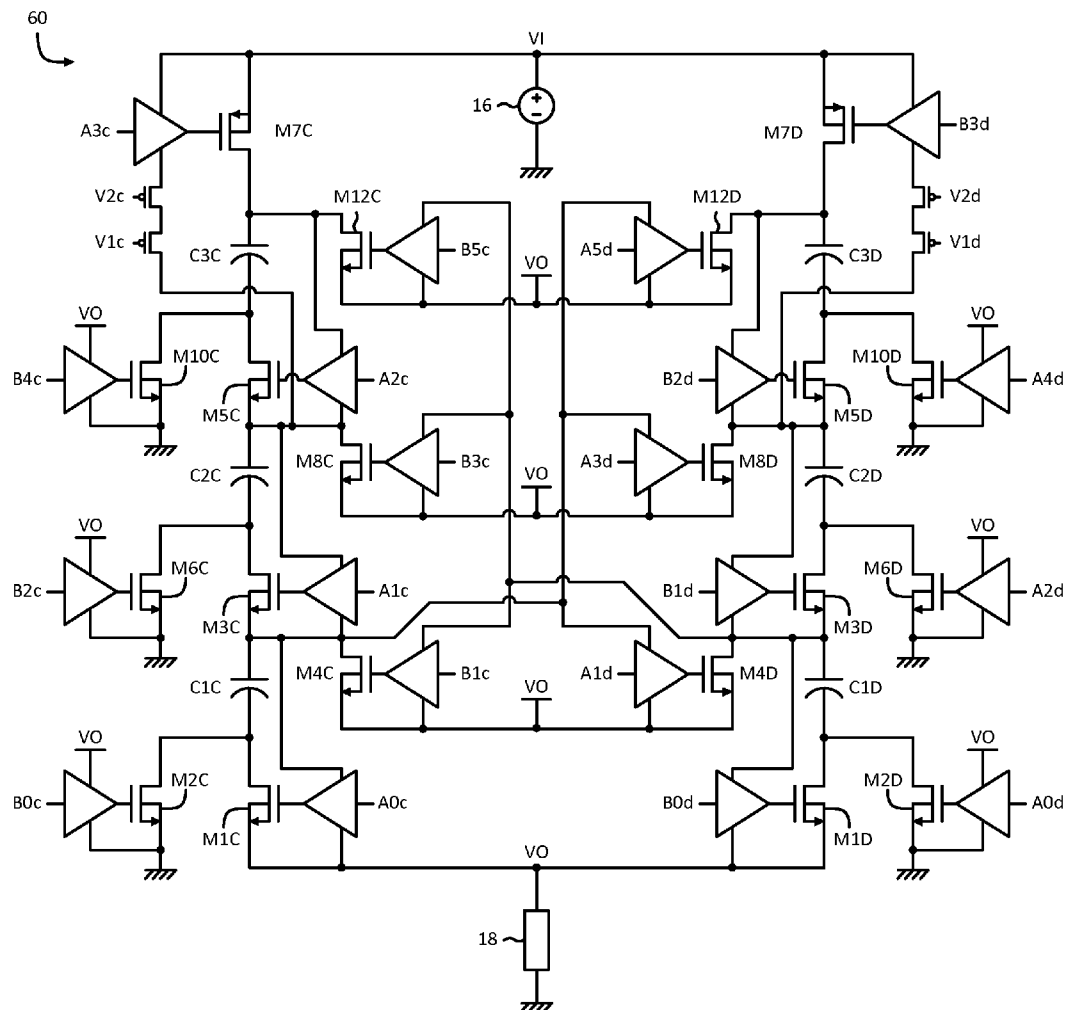 60
VI
16
A3c
M7C
M7D
B3d
V2c
V1c
M12C
M12D
V2d
V1d
C3C
B5c
A5d
C3D
VO
VO
VO
B4c
M10C
M5C
A2c
B2d
M5D
M10D
A4d
M8C
B3c
A3d
M8D
C2C
VO
C2D
VO
VO
B2c
M6C
M3C
A1c
B1d
M3D
M6D
A2d
C1C
M4C
B1c
A1d
M4D
C1D
VO
VO
VO
B0c
M2C
M1C
A0c
B0d
M1D
M2D
A0d
VO
18